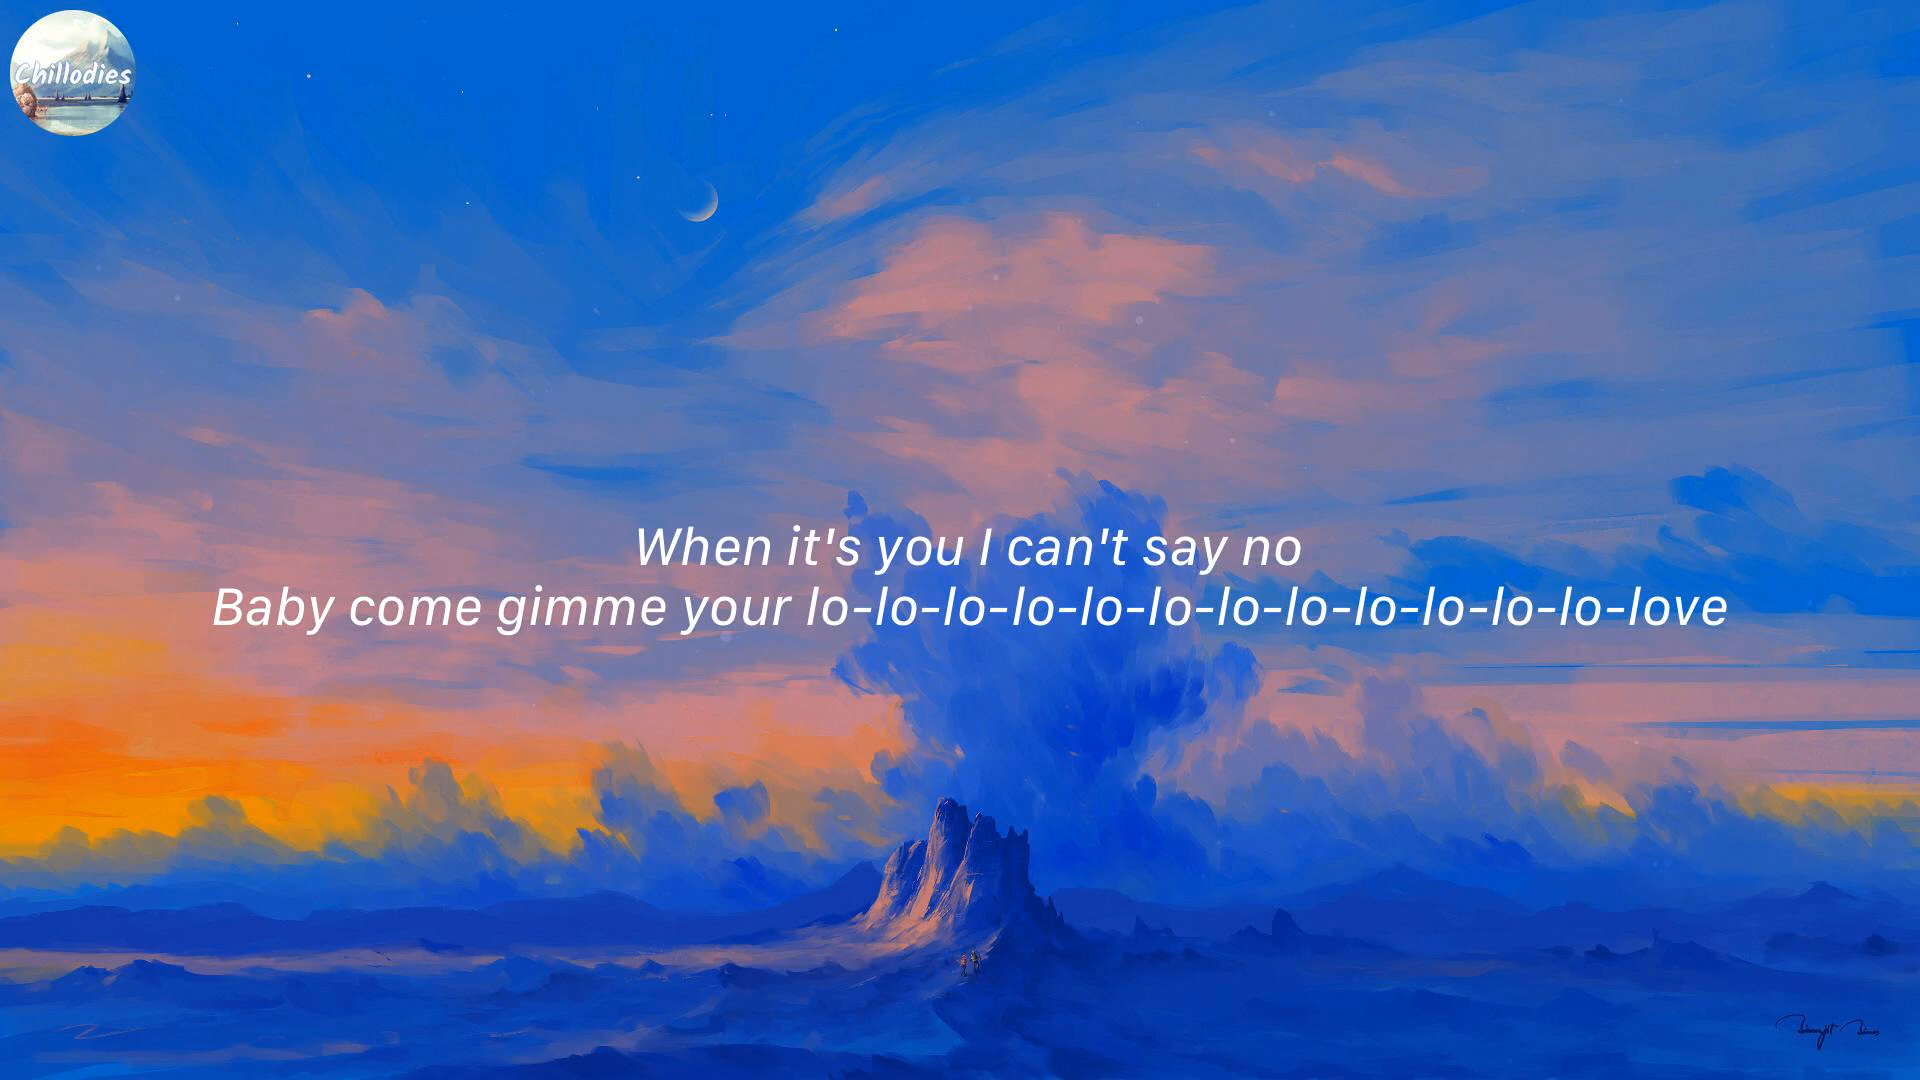 Chillodies
When it's you I can't say no
Baby come gimme your lo-lo-lo-lo-lo-lo-lo-lo-lo-lo-lo-lo-love